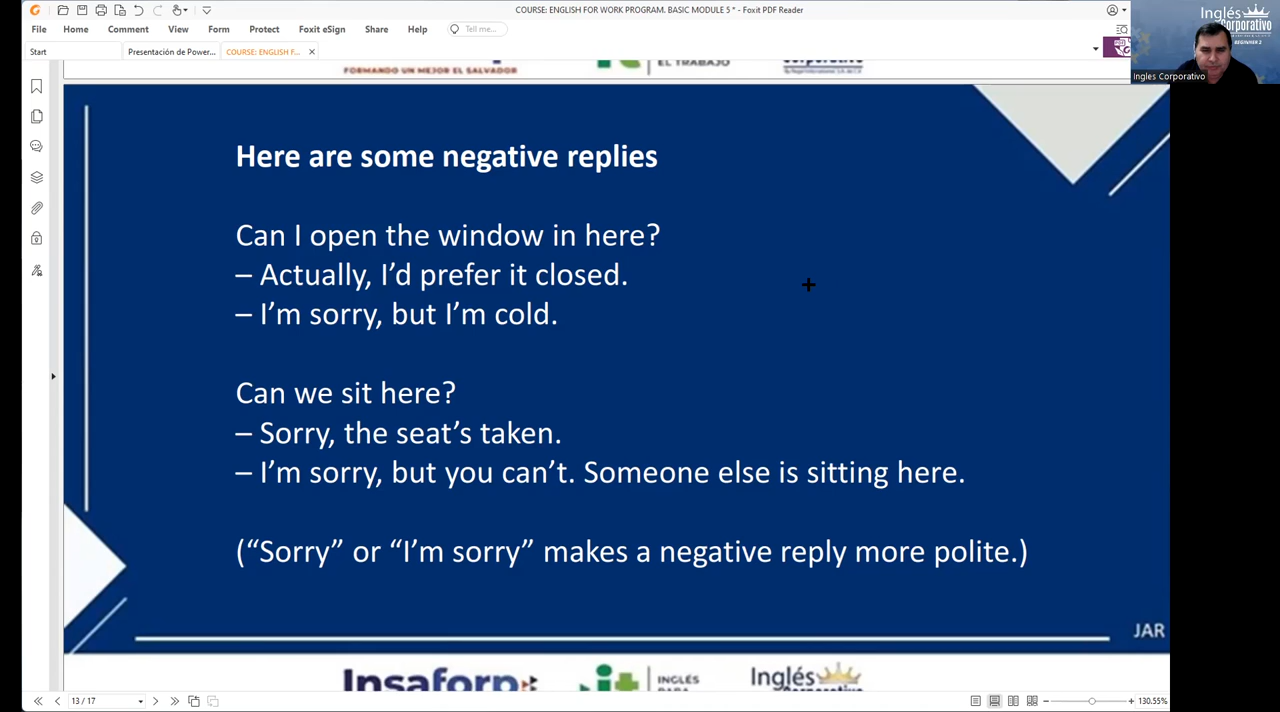 COURSE: ENGLISH FOR WORK PROGRAM. BASIC MODULE 5 * - Foxit PDF Reader
File Home Comment View Form Protect Foxit eSign Share Help Tell me...
Start Presentación de Power... COURSE: ENGLISH F...
Inglés
Corporativo
BEGINNER 2
Ingles Corporativo
FORMANDO UN MEJOR EL SALVADOR
EL TRABAJO
Here are some negative replies
Can I open the window in here?
– Actually, I’d prefer it closed.
– I’m sorry, but I’m cold.
Can we sit here?
– Sorry, the seat’s taken.
– I’m sorry, but you can’t. Someone else is sitting here.
(“Sorry” or “I’m sorry” makes a negative reply more polite.)
JAR
Insaforp
INGLÉS
Inglés
13 / 17
130.55%